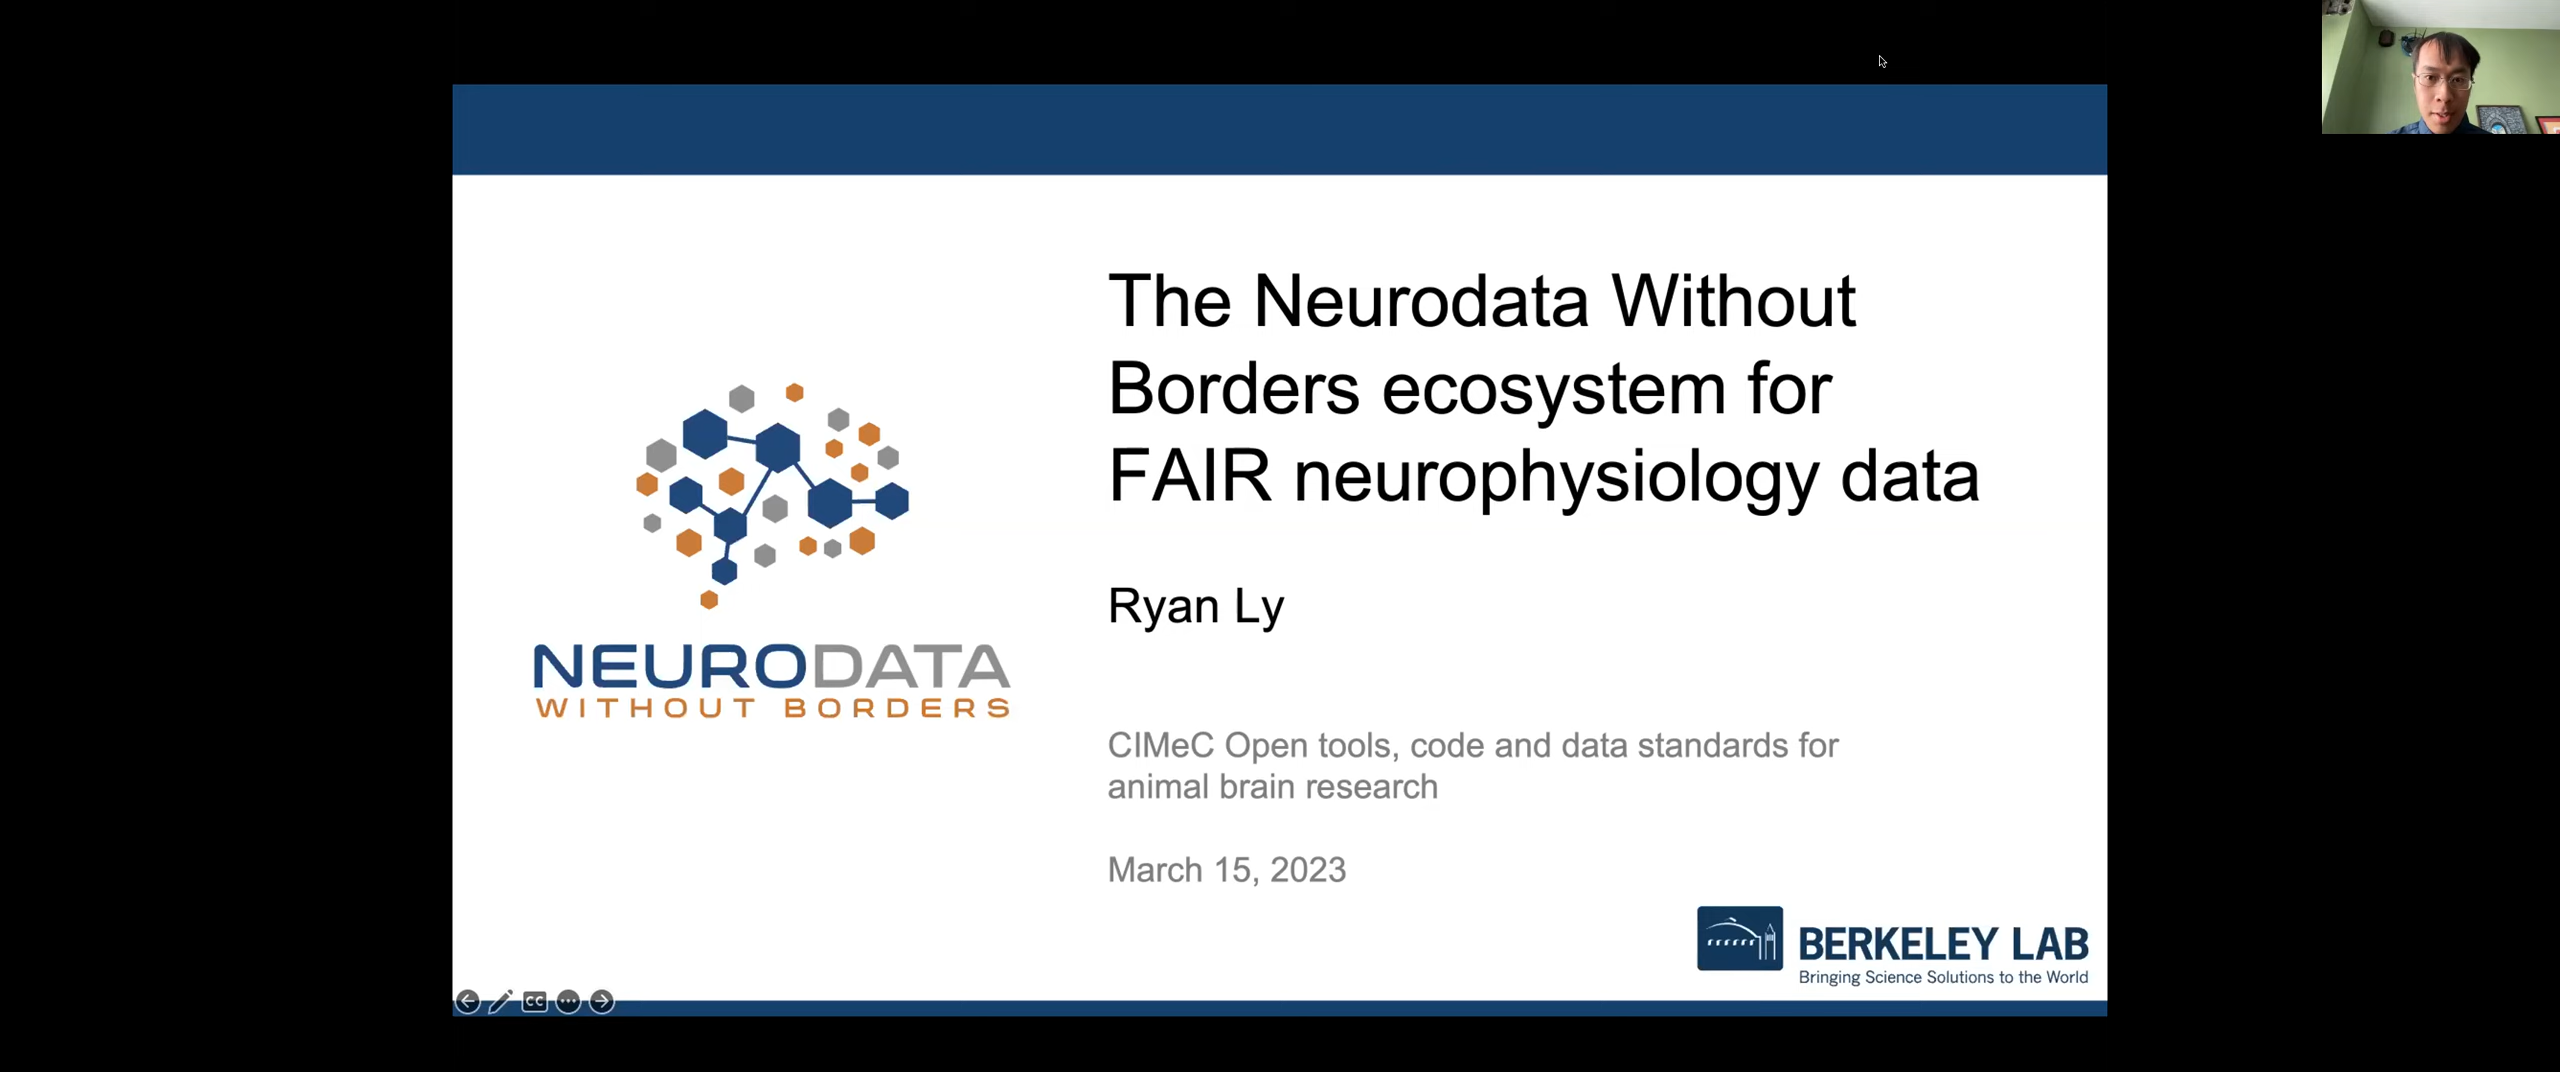 The Neurodata Without
Borders ecosystem for
FAIR neurophysiology data
Ryan Ly
NEURODATA
WITHOUT BORDERS
CIMeC Open tools, code and data standards for
animal brain research
March 15, 2023
BERKELEY LAB
Bringing Science Solutions to the World
CC